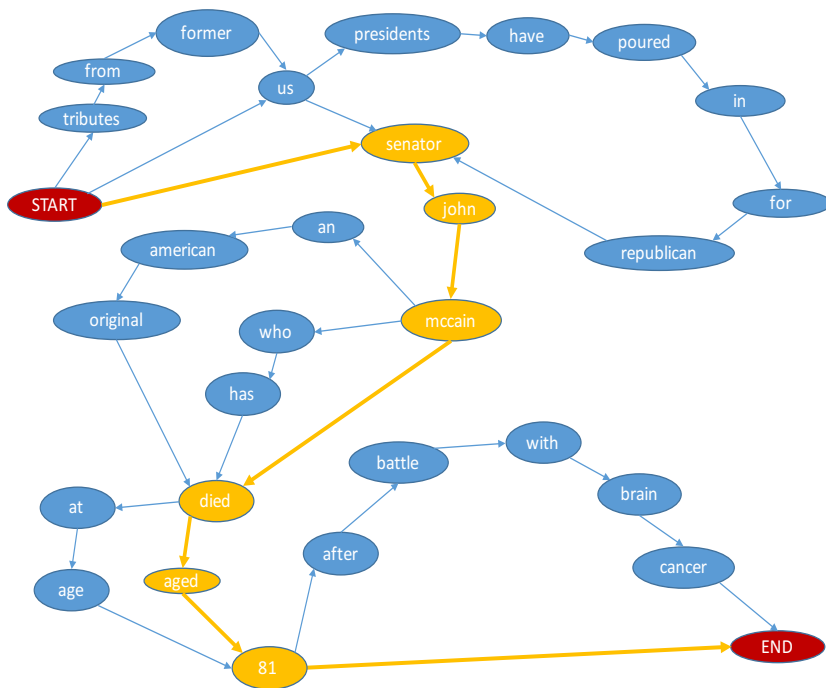 former
presidents
have
poured
from
us
in
tributes
senator
START
john
for
an
american
republican
original
who
mccain
has
battle
with
died
at
brain
after
aged
age
cancer
81
END